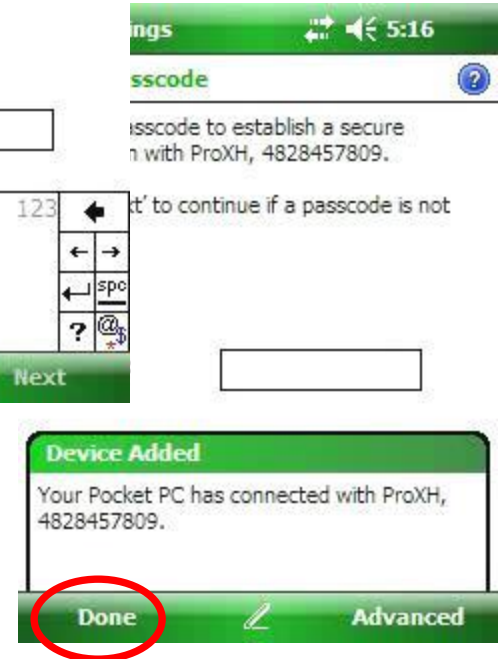 ings 5:16
sscode ?
asscode to establish a secure
n with ProXH, 4828457809.
xt' to continue if a passcode is not
123
spc
? @*$
Next
Device Added
Your Pocket PC has connected with ProXH,
4828457809.
Done Advanced